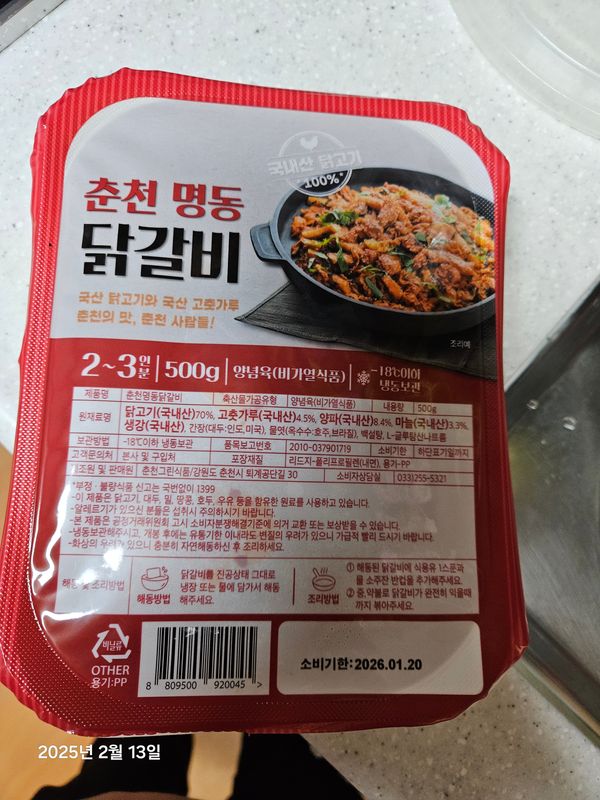 국내산 닭고기
100%*
춘천 명동
닭갈비
국산 닭고기와 국산 고춧가루
춘천의 맛, 춘천 사람들!
조리예
2~3인분 | 500g | 양념육(비가열식품) | -18℃이하 냉동보관
제품명 춘천명동닭갈비 축산물가공유형 양념육(비가열식품) 내용량 500g
원재료명 닭고기(국내산)70%, 고춧가루(국내산)4.5%, 양파(국내산)8.4%, 마늘(국내산)3.3%,
생강(국내산), 간장(대두:인도,미국), 물엿(옥수수:호주,브라질), 백설탕, L-글루탐산나트륨
보관방법 -18℃이하 냉동보관 품목보고번호 2010-037901719 소비기한 하단표기일까지
고객문의처 본사 및 구입처 포장재질 리드지-폴리프로필렌(내면), 용기-PP
제조원 및 판매원 춘천그린식품/강원도 춘천시 퇴계공단길 30 소비자상담실 033)255-5321
*부정·불량식품 신고는 국번없이 1399
-이 제품은 닭고기, 대두, 밀, 땅콩, 호두, 우유 등을 함유한 원료를 사용하고 있습니다.
-알레르기가 있으신 분들은 섭취시 주의하시기 바랍니다.
-본 제품은 공정거래위원회 고시 소비자분쟁해결기준에 의거 교환 또는 보상받을 수 있습니다.
-냉동보관해주시고, 개봉 후에는 유통기한 이내라도 변질의 우려가 있으니 가급적 빨리 드시기 바랍니다.
-화상의 우려가 있으니 충분히 자연해동하신 후 조리하세요.
해동 및 조리방법
해동방법
닭갈비를 진공상태 그대로
냉장 또는 물에 담가서 해동
해주세요.
조리방법
① 해동된 닭갈비에 식용유 1스푼과
물 소주잔 반컵을 추가해주세요.
② 중,약불로 닭갈비가 완전히 익을때
까지 볶아주세요.
비닐류
OTHER
용기:PP
8 809500 920045 >
소비기한:2026.01.20
2025년 2월 13일